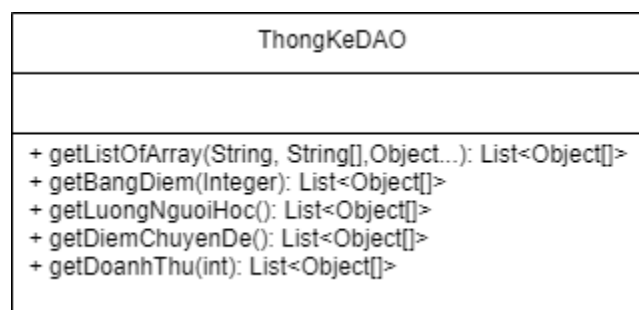 ThongKeDAO
+ getListOfArray(String, String[],Object...): List<Object[]>
+ getBangDiem(Integer): List<Object[]>
+ getLuongNguoiHoc(): List<Object[]>
+ getDiemChuyenDe(): List<Object[]>
+ getDoanhThu(int): List<Object[]>